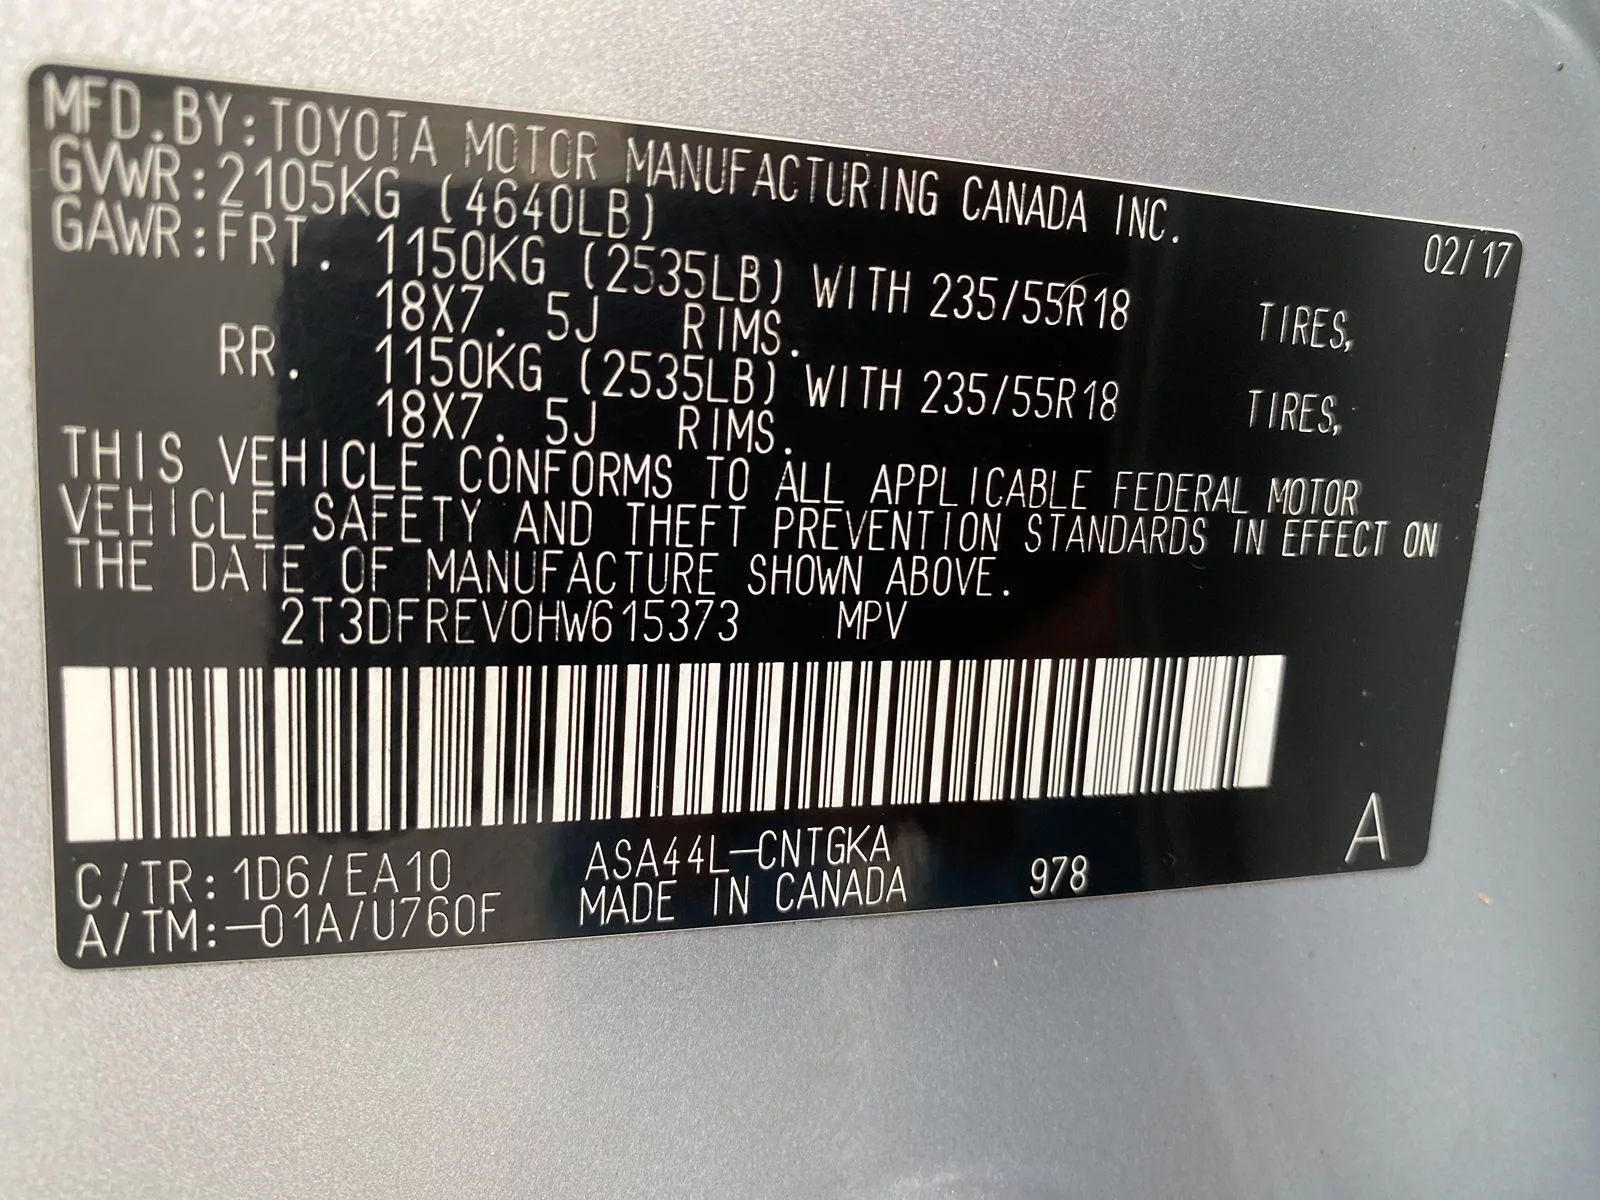 MFD.BY:TOYOTA MOTOR MANUFACTURING CANADA INC.
02/17
GVWR:2105KG (4640LB)
GAWR:FRT. 1150KG (2535LB) WITH 235/55R18 TIRES,
18X7.5J RIMS.
RR. 1150KG (2535LB) WITH 235/55R18 TIRES,
18X7.5J RIMS.
THIS VEHICLE CONFORMS TO ALL APPLICABLE FEDERAL MOTOR
VEHICLE SAFETY AND THEFT PREVENTION STANDARDS IN EFFECT ON
THE DATE OF MANUFACTURE SHOWN ABOVE.
2T3DFREV0HW615373 MPV
A
C/TR:1D6/EA10 ASA44L-CNTGKA
A/TM:-01A/U760F MADE IN CANADA 978